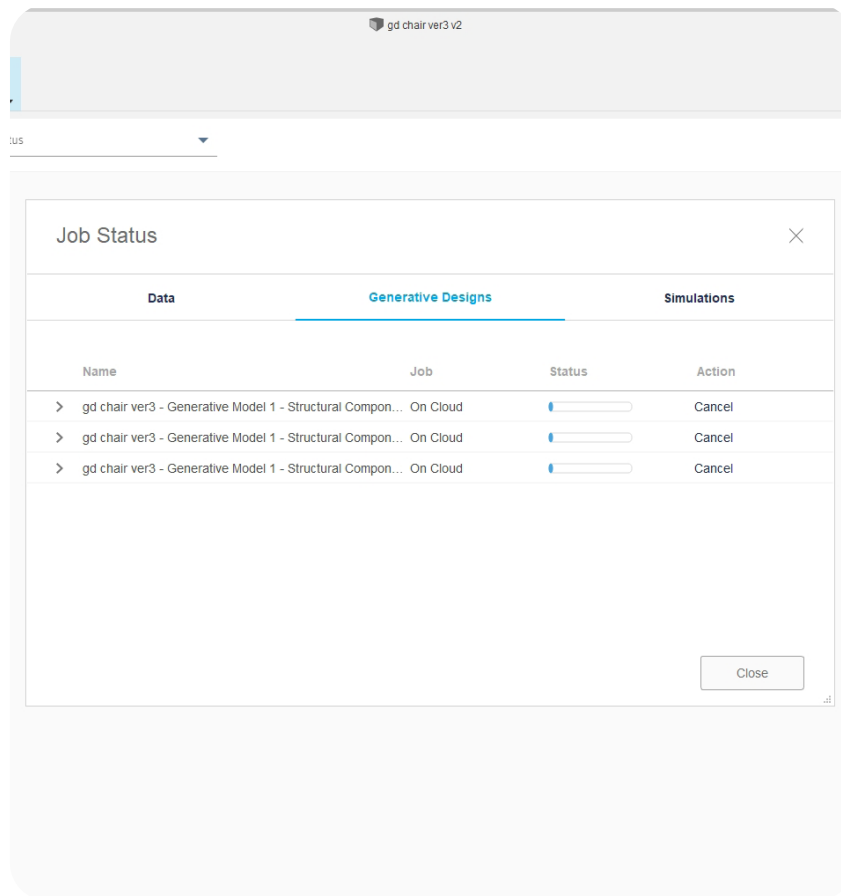 gd chair ver3 v2
Job Status
Data Generative Designs Simulations
Name Job Status Action
gd chair ver3 - Generative Model 1 - Structural Compon... On Cloud Cancel
gd chair ver3 - Generative Model 1 - Structural Compon... On Cloud Cancel
gd chair ver3 - Generative Model 1 - Structural Compon... On Cloud Cancel
Close